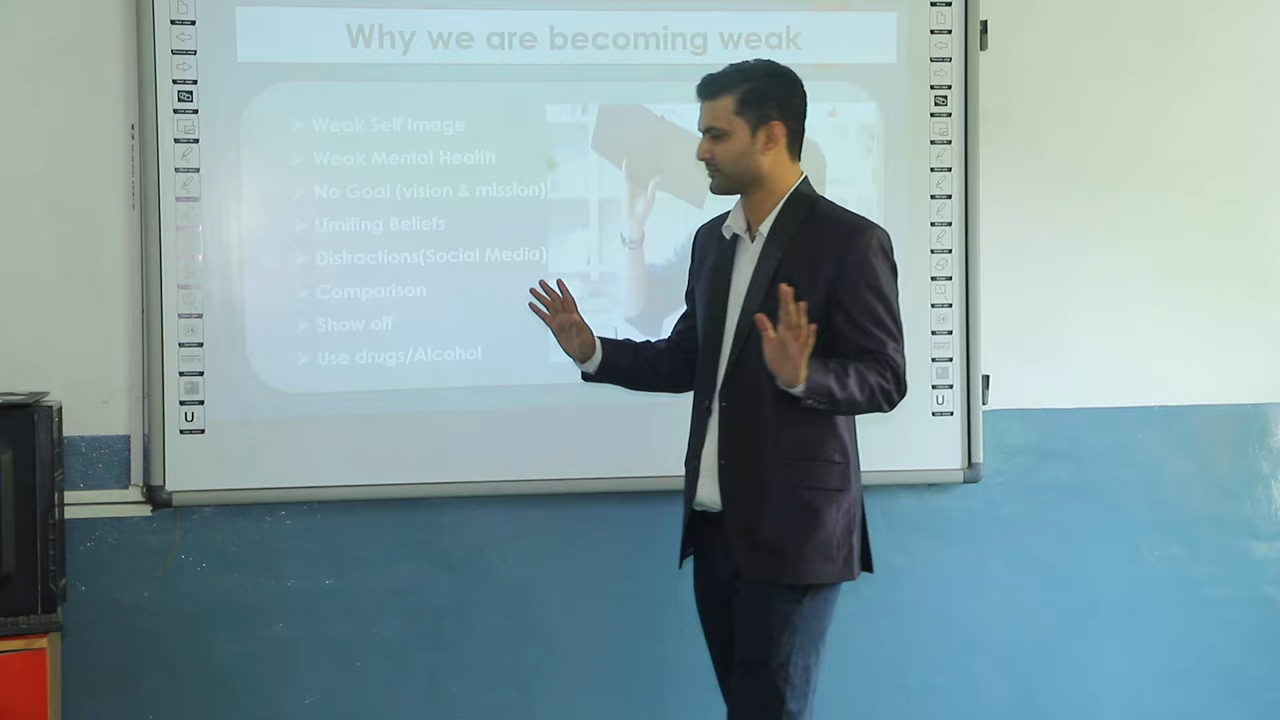 Why we are becoming weak
Weak Self Image
Weak Mental Health
No Goal (vision & mission)
Limiting Beliefs
Distractions(Social Media)
Comparison
Show off
Use drugs/Alcohol
U
U